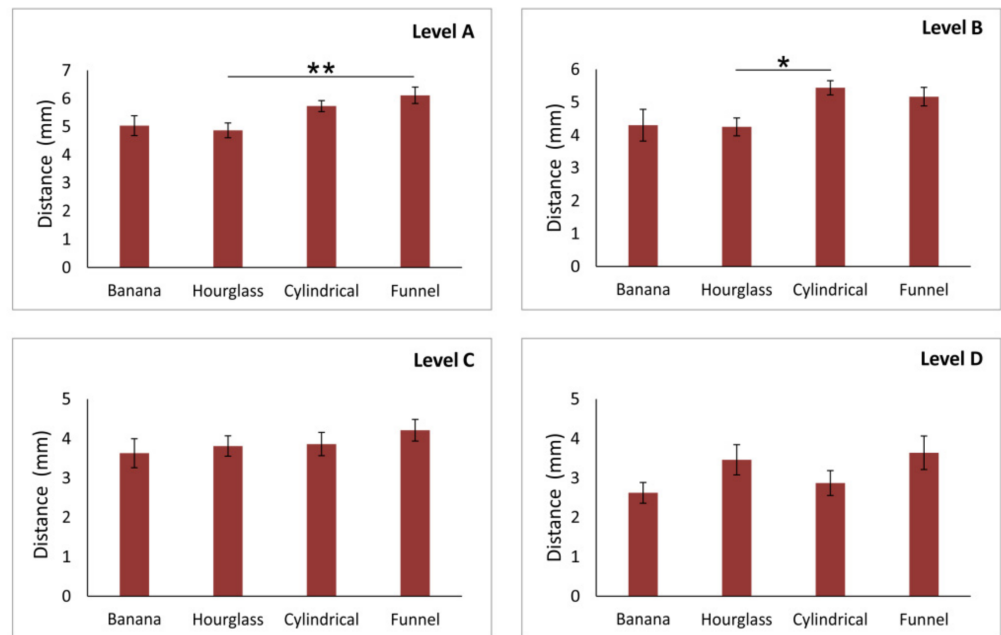 Level A
**
Distance (mm)
7
6
5
4
3
2
1
0
Banana Hourglass Cylindrical Funnel
Level B
*
Distance (mm)
6
5
4
3
2
1
0
Banana Hourglass Cylindrical Funnel
Level C
Distance (mm)
5
4
3
2
1
0
Banana Hourglass Cylindrical Funnel
Level D
Distance (mm)
5
4
3
2
1
0
Banana Hourglass Cylindrical Funnel